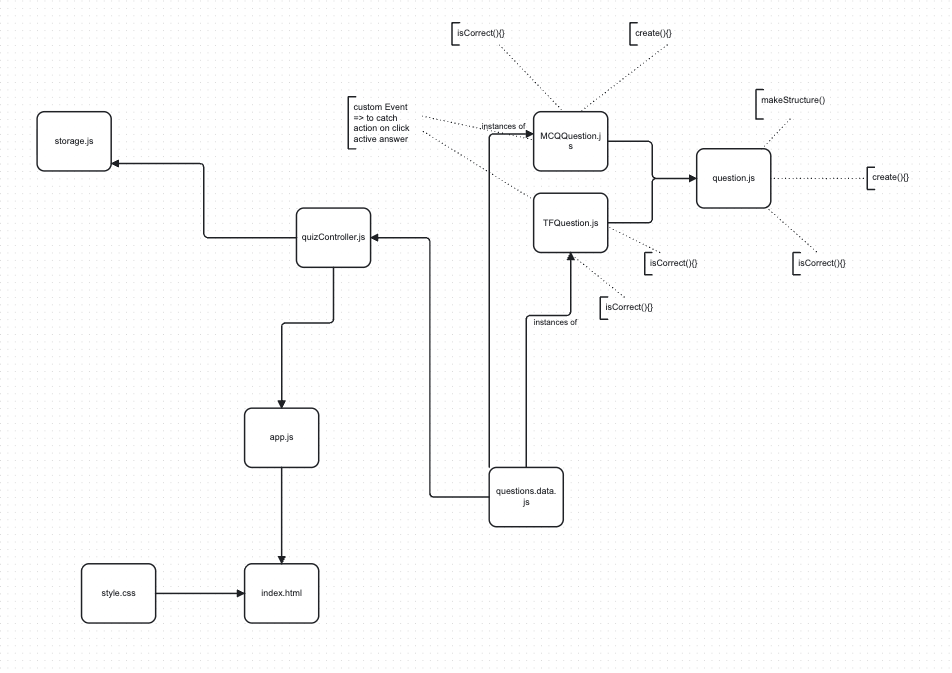 isCorrect(){}
create(){}
custom Event
=> to catch
action on click
active answer
makeStructure()
storage.js
instances of
MCQQuestion.j
s
question.js
create(){}
TFQuestion.js
quizController.js
isCorrect(){}
isCorrect(){}
isCorrect(){}
instances of
app.js
questions.data.
js
style.css
index.html